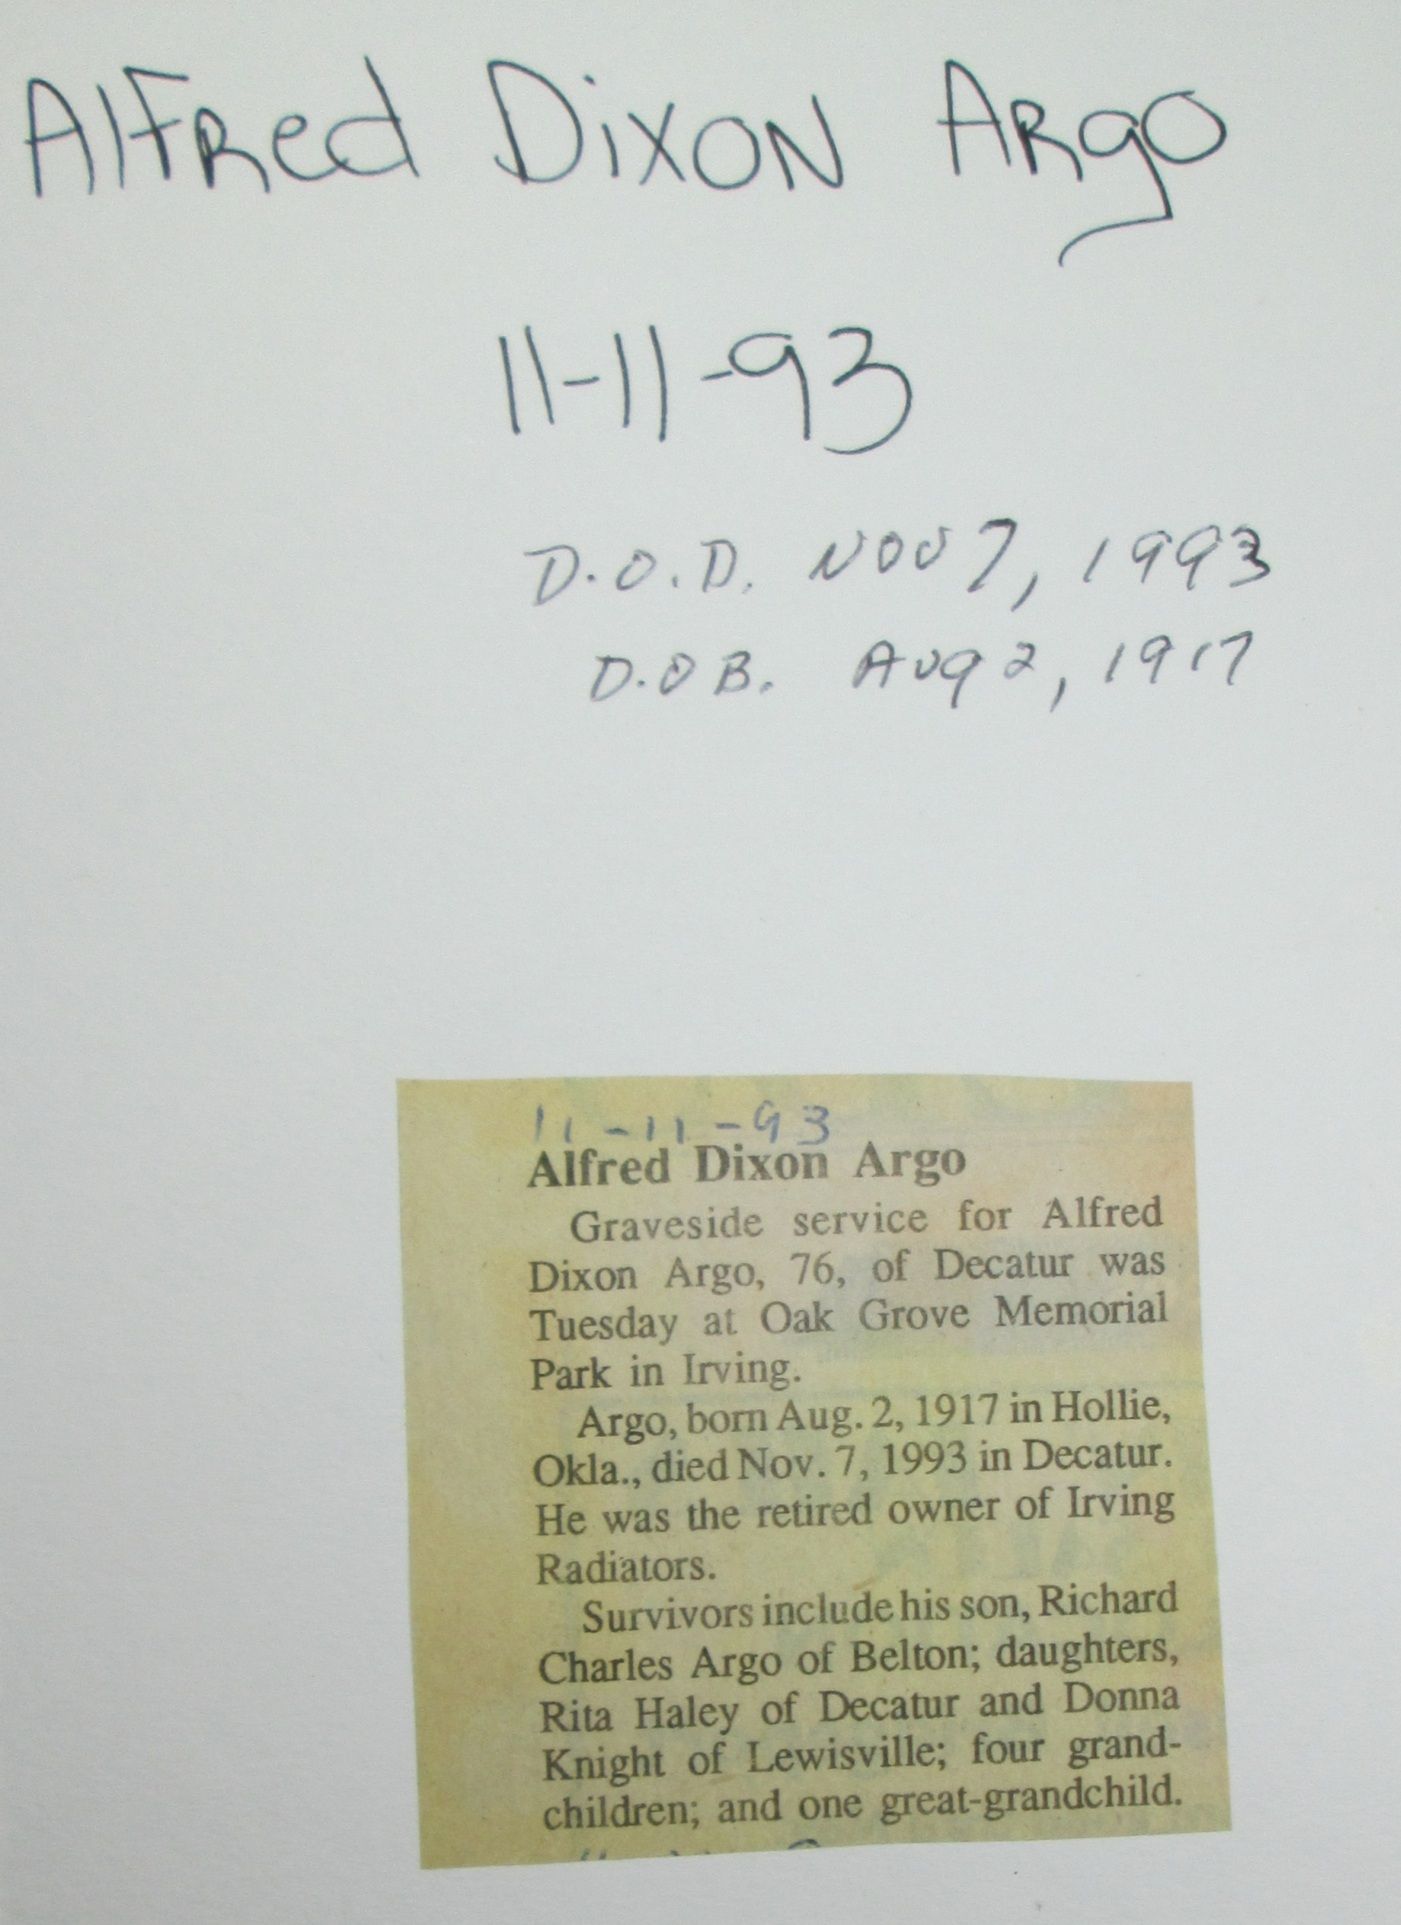 Alfred Dixon Argo
11-11-93
D.O.D. Nov 7, 1993
D.O B. Aug 2, 1917
11-11-93
Alfred Dixon Argo
Graveside service for Alfred
Dixon Argo, 76, of Decatur was
Tuesday at Oak Grove Memorial
Park in Irving.
Argo, born Aug. 2, 1917 in Hollie,
Okla., died Nov. 7, 1993 in Decatur.
He was the retired owner of Irving
Radiators.
Survivors include his son, Richard
Charles Argo of Belton; daughters,
Rita Haley of Decatur and Donna
Knight of Lewisville; four grand-
children; and one great-grandchild.